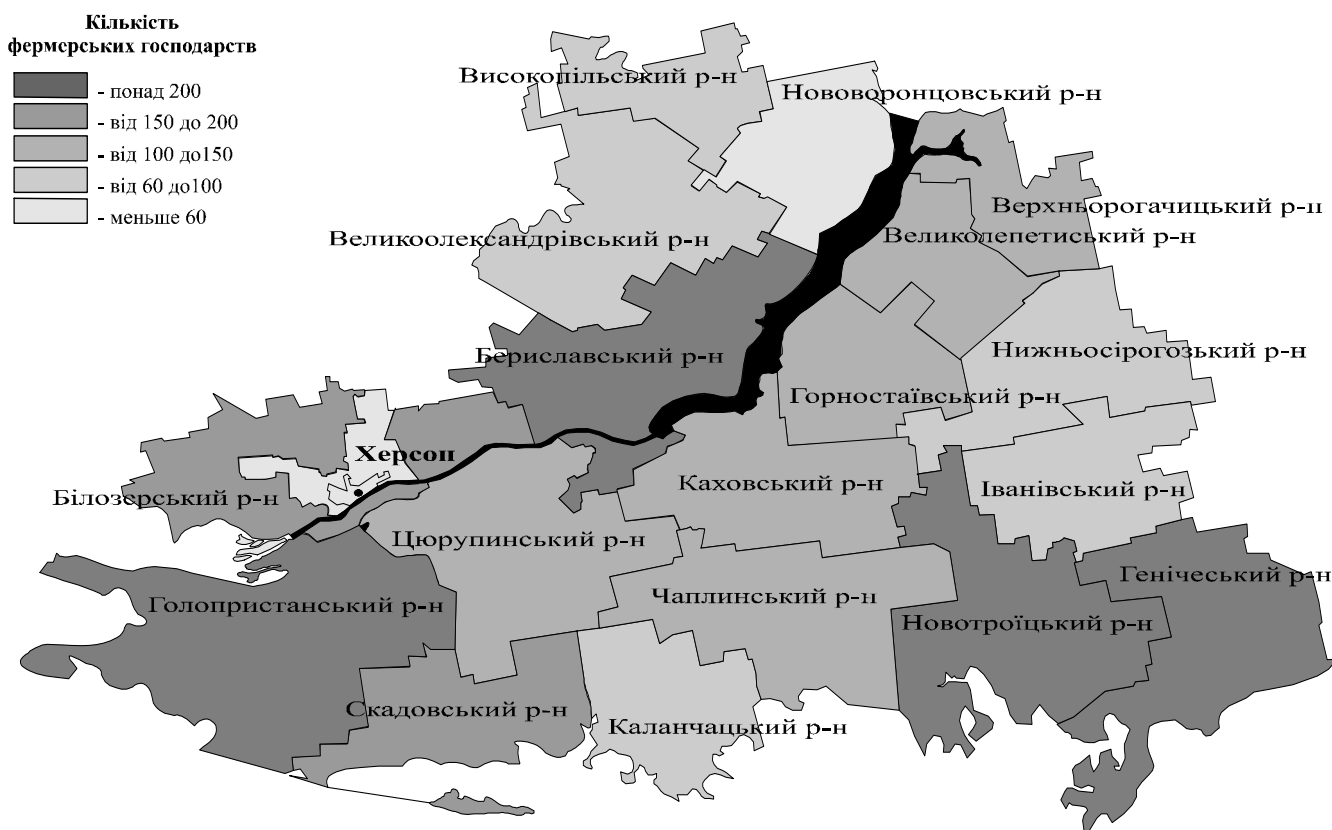 Кількість
фермерських господарств
- понад 200
- від 150 до 200
- від 100 до150
- від 60 до100
- меньше 60
Високопільський р-н
Нововоронцовський р-н
Верхньорогачицький р-н
Великоолександрівський р-н
Великолепетиський р-н
Бериславський р-н
Нижньосірогозький р-н
Горностаївський р-н
Херсон
Білозерський р-н
Каховський р-н
Іванівський р-н
Цюрупинський р-н
Генічеський р-н
Голопристанський р-н
Чаплинський р-н
Новотроїцький р-н
Скадовський р-н
Каланчацький р-н